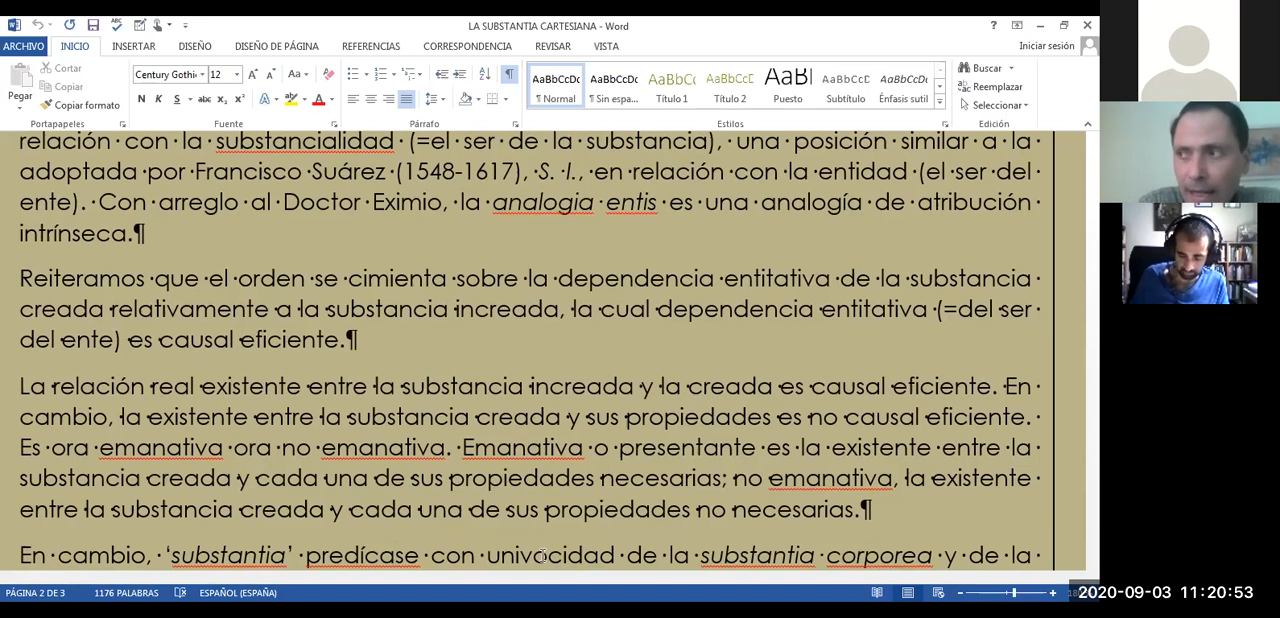 LA SUBSTANTIA CARTESIANA - Word
ARCHIVO INICIO INSERTAR DISEÑO DISEÑO DE PÁGINA REFERENCIAS CORRESPONDENCIA REVISAR VISTA Iniciar sesión
Pegar
Cortar
Copiar
Copiar formato
Portapapeles
Century Gothi 12
N K S abc x₂ x²
Fuente
Párrafo
AaBbCcDc AaBbCcDc AaBbC AaBbCc AaBl AaBbCcD AaBbCcDc
¶ Normal ¶ Sin espa... Título 1 Título 2 Puesto Subtítulo Énfasis sutil
Estilos
Buscar
Reemplazar
Seleccionar
Edición
relación con la substancialidad (=el ser de la substancia), una posición similar a la
adoptada por Francisco Suárez (1548-1617), S. I., en relación con la entidad (el ser del
ente). Con arreglo al Doctor Eximio, la analogia entis es una analogía de atribución
intrínseca.¶
Reiteramos que el orden se cimienta sobre la dependencia entitativa de la substancia
creada relativamente a la substancia increada, la cual dependencia entitativa (=del ser
del ente) es causal eficiente.¶
La relación real existente entre la substancia increada y la creada es causal eficiente. En
cambio, la existente entre la substancia creada y sus propiedades es no causal eficiente.
Es ora emanativa ora no emanativa. Emanativa o presentante es la existente entre la
substancia creada y cada una de sus propiedades necesarias; no emanativa, la existente
entre la substancia creada y cada una de sus propiedades no necesarias.¶
En cambio, ‘substantia’ predícase con univocidad de la substantia corporea y de la
PÁGINA 2 DE 3 1176 PALABRAS ESPAÑOL (ESPAÑA)
2020-09-03 11:20:53